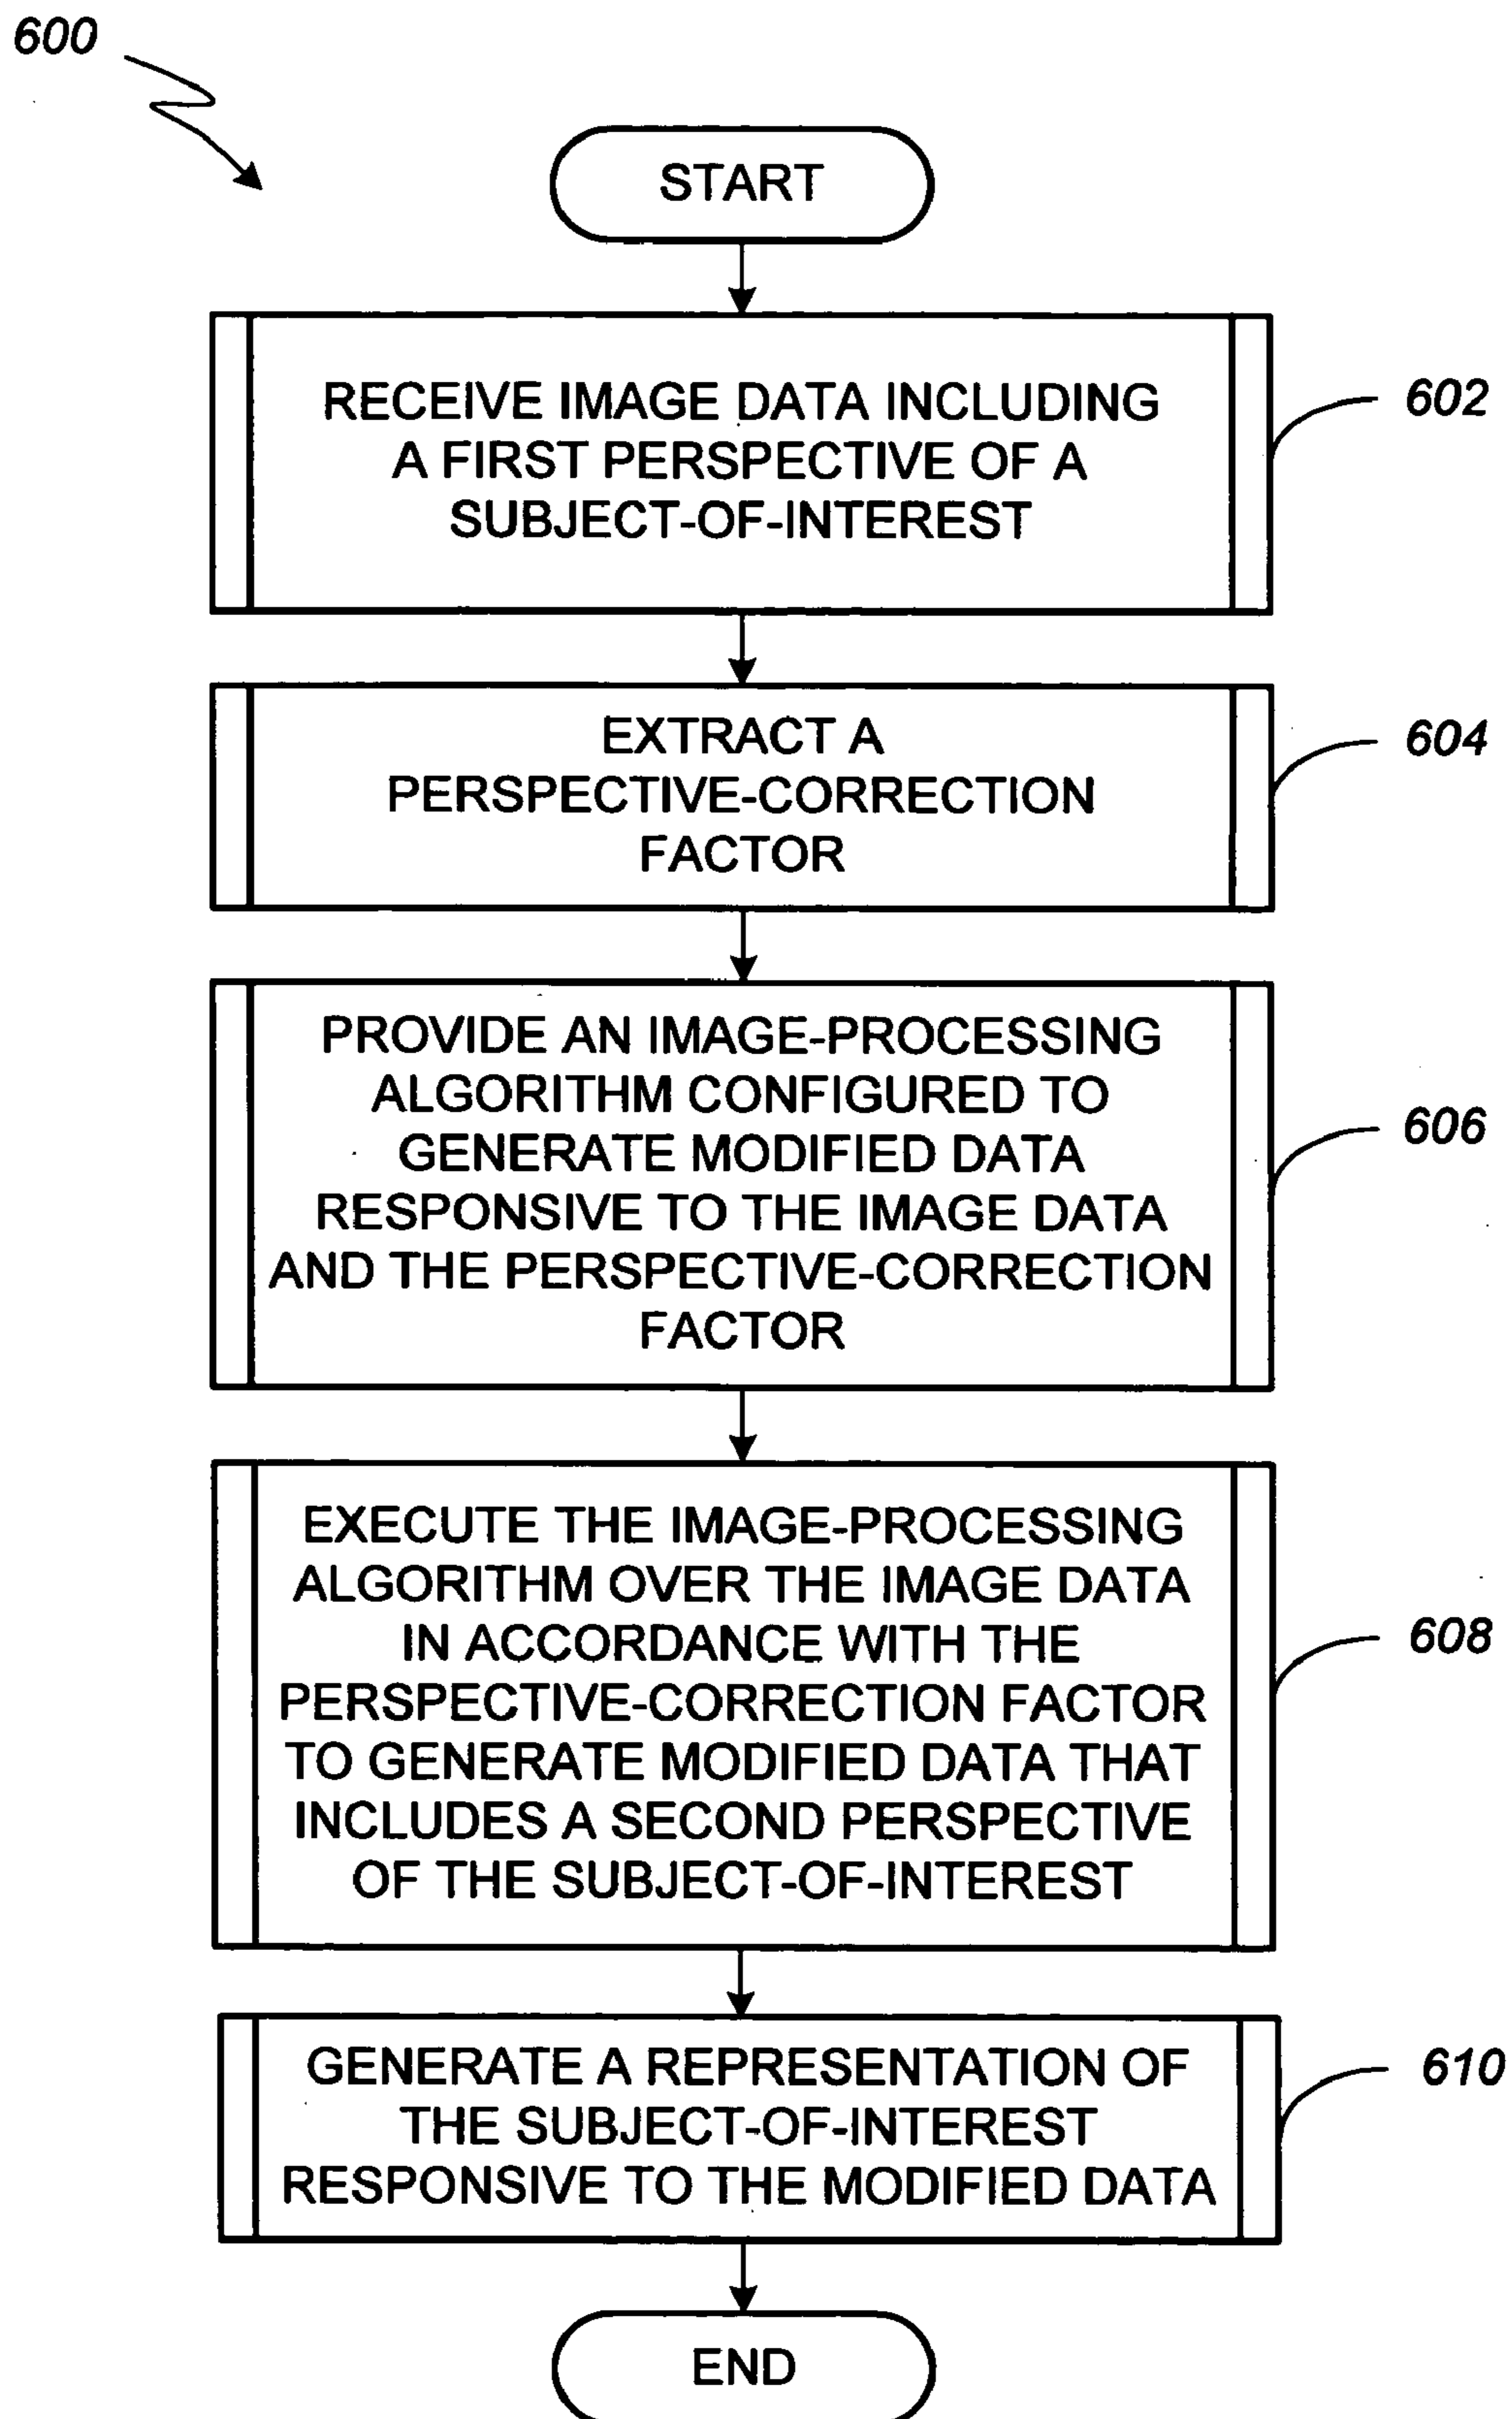 600
START
RECEIVE IMAGE DATA INCLUDING
A FIRST PERSPECTIVE OF A
SUBJECT-OF-INTEREST
602
EXTRACT A
PERSPECTIVE-CORRECTION
FACTOR
604
PROVIDE AN IMAGE-PROCESSING
ALGORITHM CONFIGURED TO
GENERATE MODIFIED DATA
RESPONSIVE TO THE IMAGE DATA
AND THE PERSPECTIVE-CORRECTION
FACTOR
606
EXECUTE THE IMAGE-PROCESSING
ALGORITHM OVER THE IMAGE DATA
IN ACCORDANCE WITH THE
PERSPECTIVE-CORRECTION FACTOR
TO GENERATE MODIFIED DATA THAT
INCLUDES A SECOND PERSPECTIVE
OF THE SUBJECT-OF-INTEREST
608
GENERATE A REPRESENTATION OF
THE SUBJECT-OF-INTEREST
RESPONSIVE TO THE MODIFIED DATA
610
END